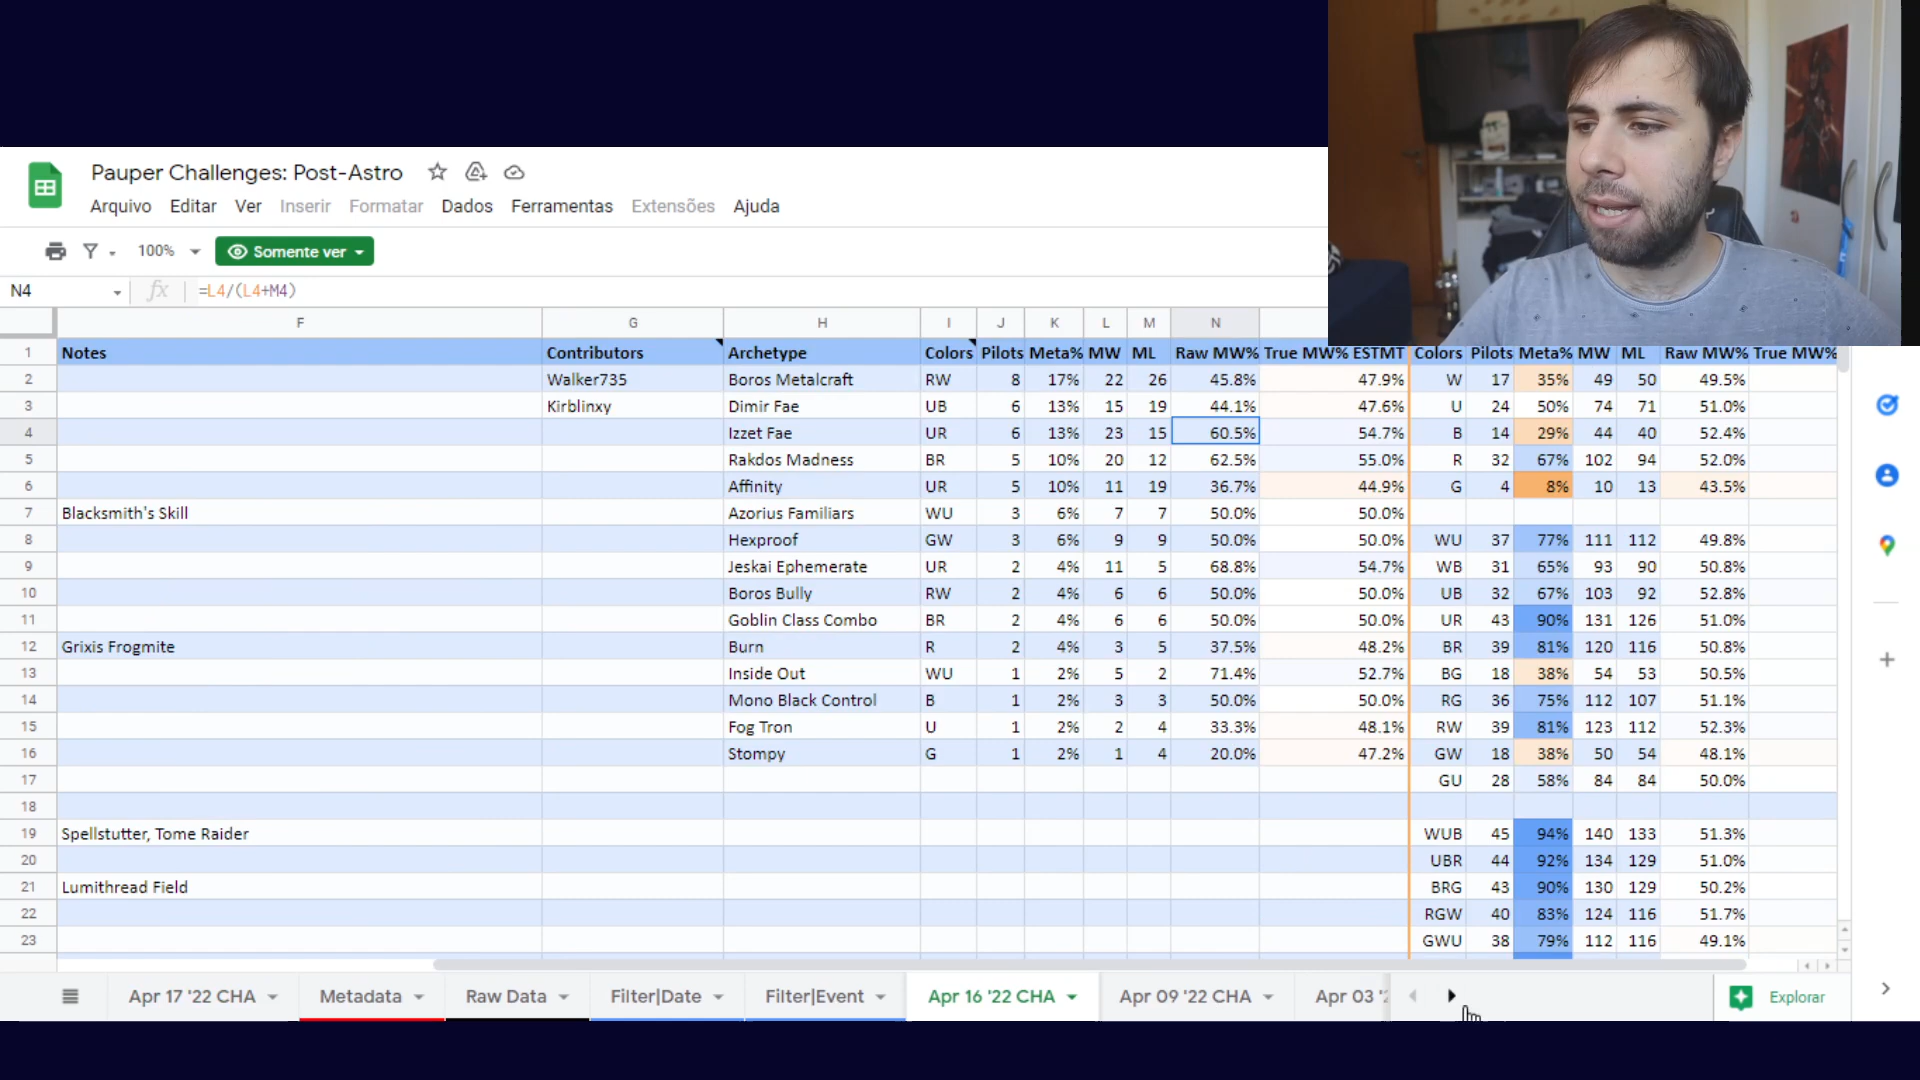 Pauper Challenges: Post-Astro
Arquivo Editar Ver Inserir Formatar Dados Ferramentas Extensões Ajuda
100% Somente ver
N4 fx =L4/(L4+M4)
F G H I J K L M N
1 Notes Contributors Archetype Colors Pilots Meta% MW ML Raw MW% True MW% ESTMT Colors Pilots Meta% MW ML Raw MW% True MW%
2 Walker735 Boros Metalcraft RW 8 17% 22 26 45.8% 47.9% W 17 35% 49 50 49.5%
3 Kirblinxy Dimir Fae UB 6 13% 15 19 44.1% 47.6% U 24 50% 74 71 51.0%
4 Izzet Fae UR 6 13% 23 15 60.5% 54.7% B 14 29% 44 40 52.4%
5 Rakdos Madness BR 5 10% 20 12 62.5% 55.0% R 32 67% 102 94 52.0%
6 Affinity UR 5 10% 11 19 36.7% 44.9% G 4 8% 10 13 43.5%
7 Blacksmith's Skill Azorius Familiars WU 3 6% 7 7 50.0% 50.0%
8 Hexproof GW 3 6% 9 9 50.0% 50.0% WU 37 77% 111 112 49.8%
9 Jeskai Ephemerate UR 2 4% 11 5 68.8% 54.7% WB 31 65% 93 90 50.8%
10 Boros Bully RW 2 4% 6 6 50.0% 50.0% UB 32 67% 103 92 52.8%
11 Goblin Class Combo BR 2 4% 6 6 50.0% 50.0% UR 43 90% 131 126 51.0%
12 Grixis Frogmite Burn R 2 4% 3 5 37.5% 48.2% BR 39 81% 120 116 50.8%
13 Inside Out WU 1 2% 5 2 71.4% 52.7% BG 18 38% 54 53 50.5%
14 Mono Black Control B 1 2% 3 3 50.0% 50.0% RG 36 75% 112 107 51.1%
15 Fog Tron U 1 2% 2 4 33.3% 48.1% RW 39 81% 123 112 52.3%
16 Stompy G 1 2% 1 4 20.0% 47.2% GW 18 38% 50 54 48.1%
17 GU 28 58% 84 84 50.0%
18
19 Spellstutter, Tome Raider WUB 45 94% 140 133 51.3%
20 UBR 44 92% 134 129 51.0%
21 Lumithread Field BRG 43 90% 130 129 50.2%
22 RGW 40 83% 124 116 51.7%
23 GWU 38 79% 112 116 49.1%
Apr 17 '22 CHA Metadata Raw Data Filter|Date Filter|Event Apr 16 '22 CHA Apr 09 '22 CHA Apr 03 '2 Explorar